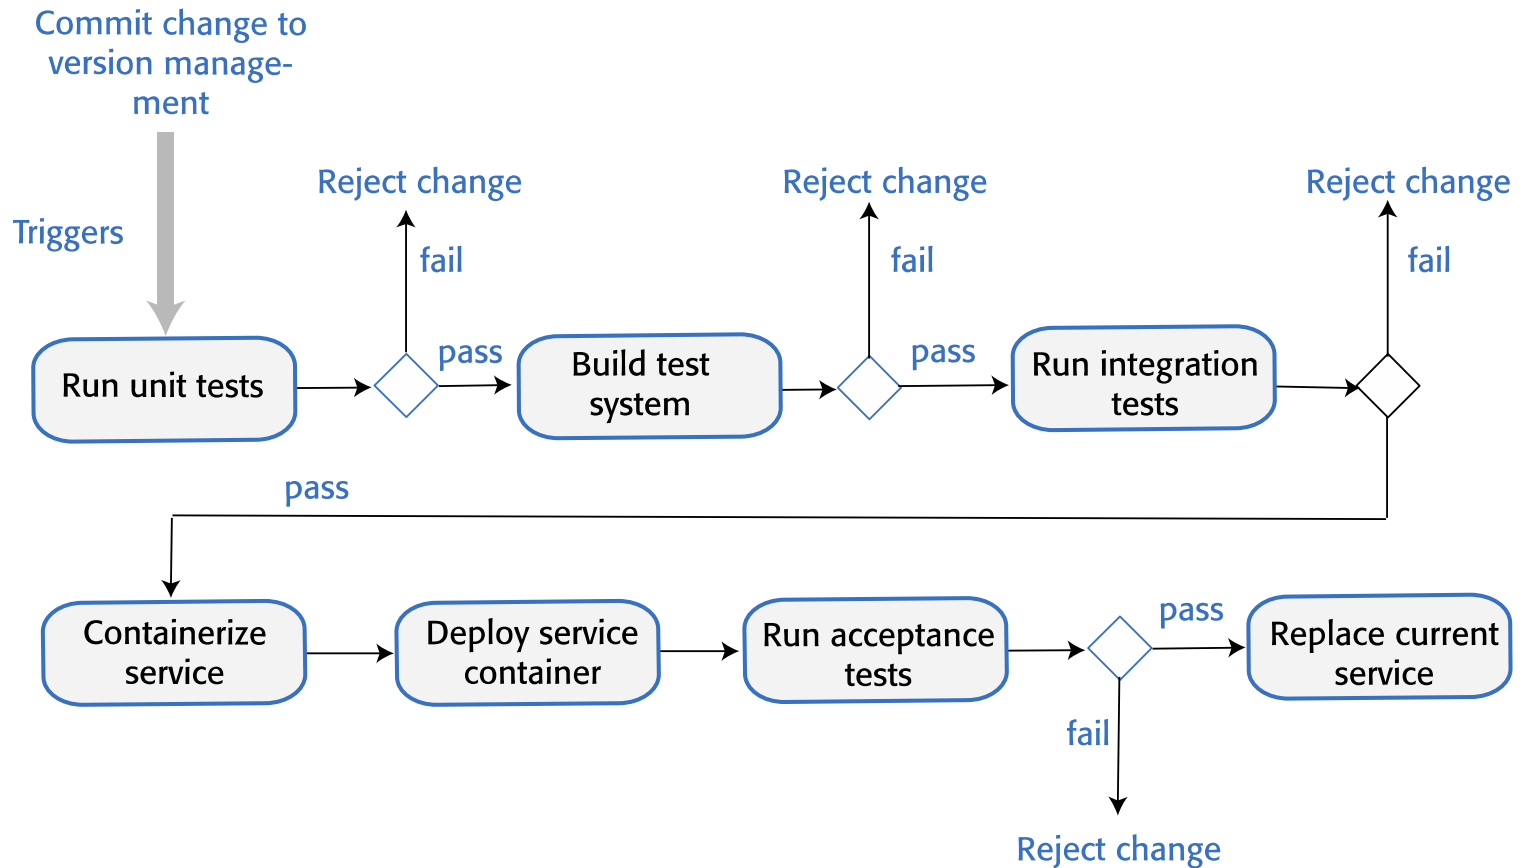 Commit change to
version manage-
ment
Triggers
Reject change
Reject change
Reject change
fail
fail
fail
Run unit tests
pass
Build test
system
pass
Run integration
tests
pass
Containerize
service
Deploy service
container
Run acceptance
tests
pass
Replace current
service
fail
Reject change